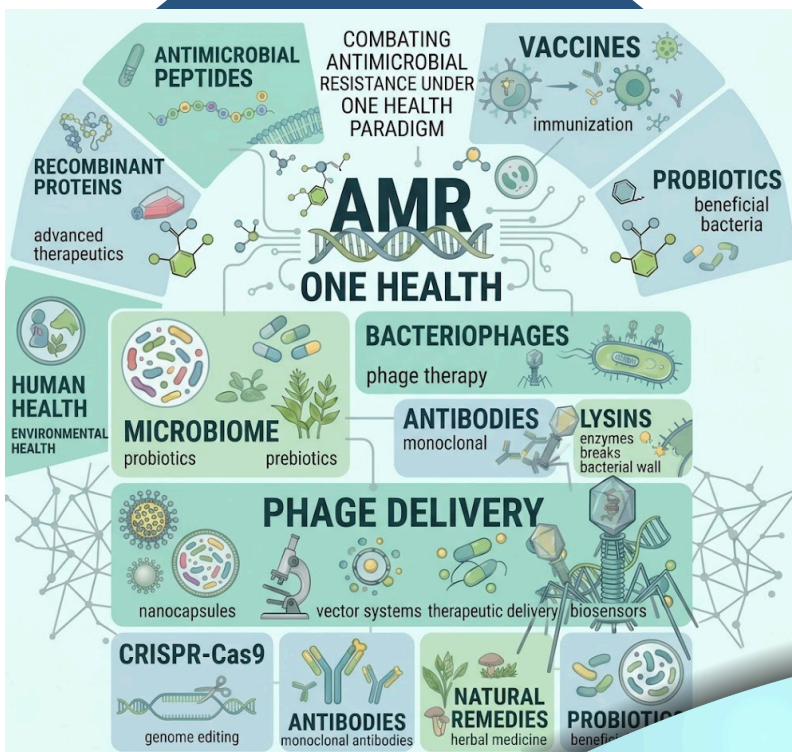 ANTIMICROBIAL
PEPTIDES
COMBATING
ANTIMICROBIAL
RESISTANCE UNDER
ONE HEALTH
PARADIGM
VACCINES
immunization
RECOMBINANT
PROTEINS
advanced
therapeutics
PROBIOTICS
beneficial
bacteria
AMR
ONE HEALTH
HUMAN
HEALTH
ENVIRONMENTAL
HEALTH
MICROBIOME
probiotics prebiotics
BACTERIOPHAGES
phage therapy
ANTIBODIES
monoclonal
LYSINS
enzymes
breaks
bacterial wall
PHAGE DELIVERY
nanocapsules vector systems therapeutic delivery biosensors
CRISPR-Cas9
genome editing
ANTIBODIES
monoclonal antibodies
NATURAL
REMEDIES
herbal medicine